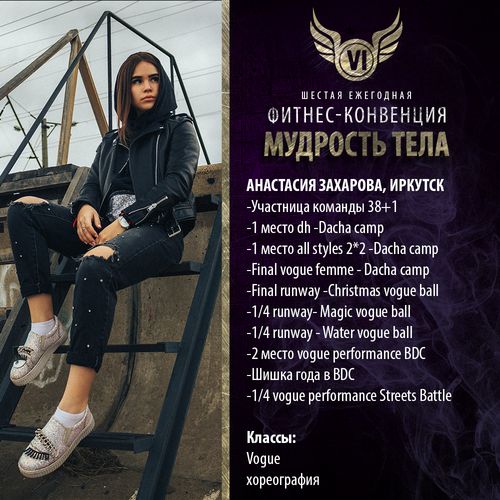 VI
ШЕСТАЯ ЕЖЕГОДНАЯ
ФИТНЕС-КОНВЕНЦИЯ
МУДРОСТЬ ТЕЛА
АНАСТАСИЯ ЗАХАРОВА, ИРКУТСК
-Участница команды 38+1
-1 место dh -Dacha camp
-1 место all styles 2*2 -Dacha camp
-Final vogue femme - Dacha camp
-Final runway -Christmas vogue ball
-1/4 runway- Magic vogue ball
-1/4 runway - Water vogue ball
-2 место vogue performance BDC
-Шишка года в BDC
-1/4 vogue performance Streets Battle
Классы:
Vogue
хореография